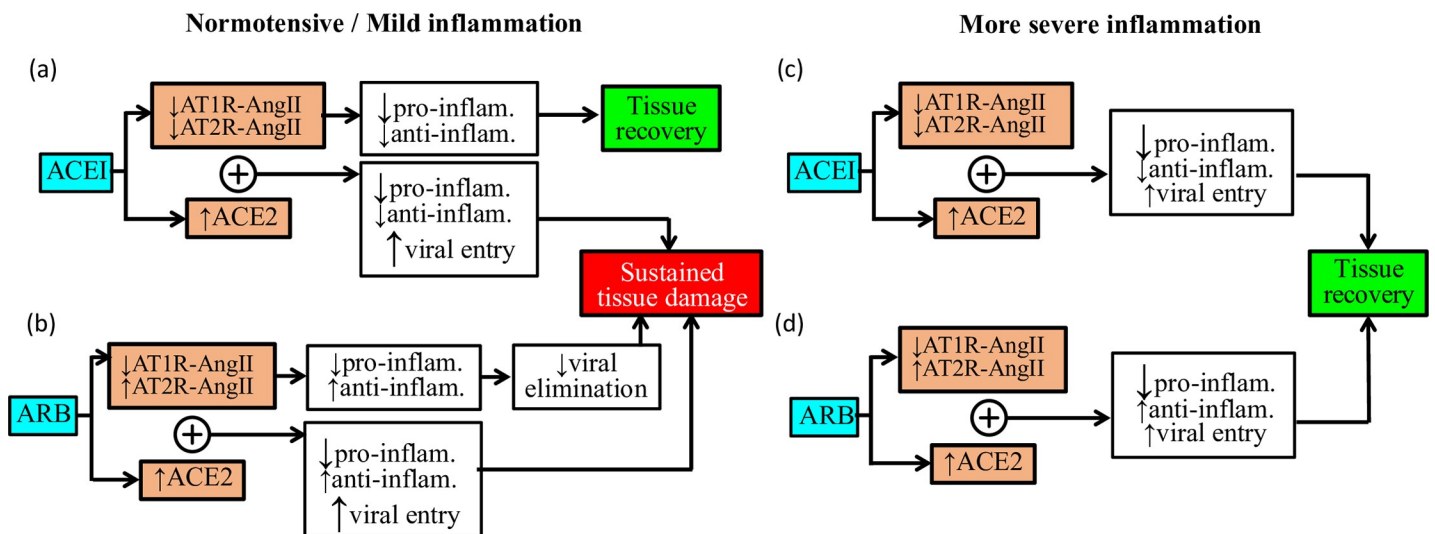 Normotensive / Mild inflammation
(a)
ACEI
↓AT1R-AngII
↓AT2R-AngII
↓pro-inflam.
↓anti-inflam.
Tissue
recovery
+
↑ACE2
↓pro-inflam.
↓anti-inflam.
↑viral entry
Sustained
tissue damage
(b)
ARB
↓AT1R-AngII
↑AT2R-AngII
↓pro-inflam.
↑anti-inflam.
↓viral
elimination
+
↑ACE2
↓pro-inflam.
↑anti-inflam.
↑viral entry
More severe inflammation
(c)
ACEI
↓AT1R-AngII
↓AT2R-AngII
+
↑ACE2
↓pro-inflam.
↓anti-inflam.
↑viral entry
Tissue
recovery
(d)
ARB
↓AT1R-AngII
↑AT2R-AngII
+
↑ACE2
↓pro-inflam.
↑anti-inflam.
↑viral entry